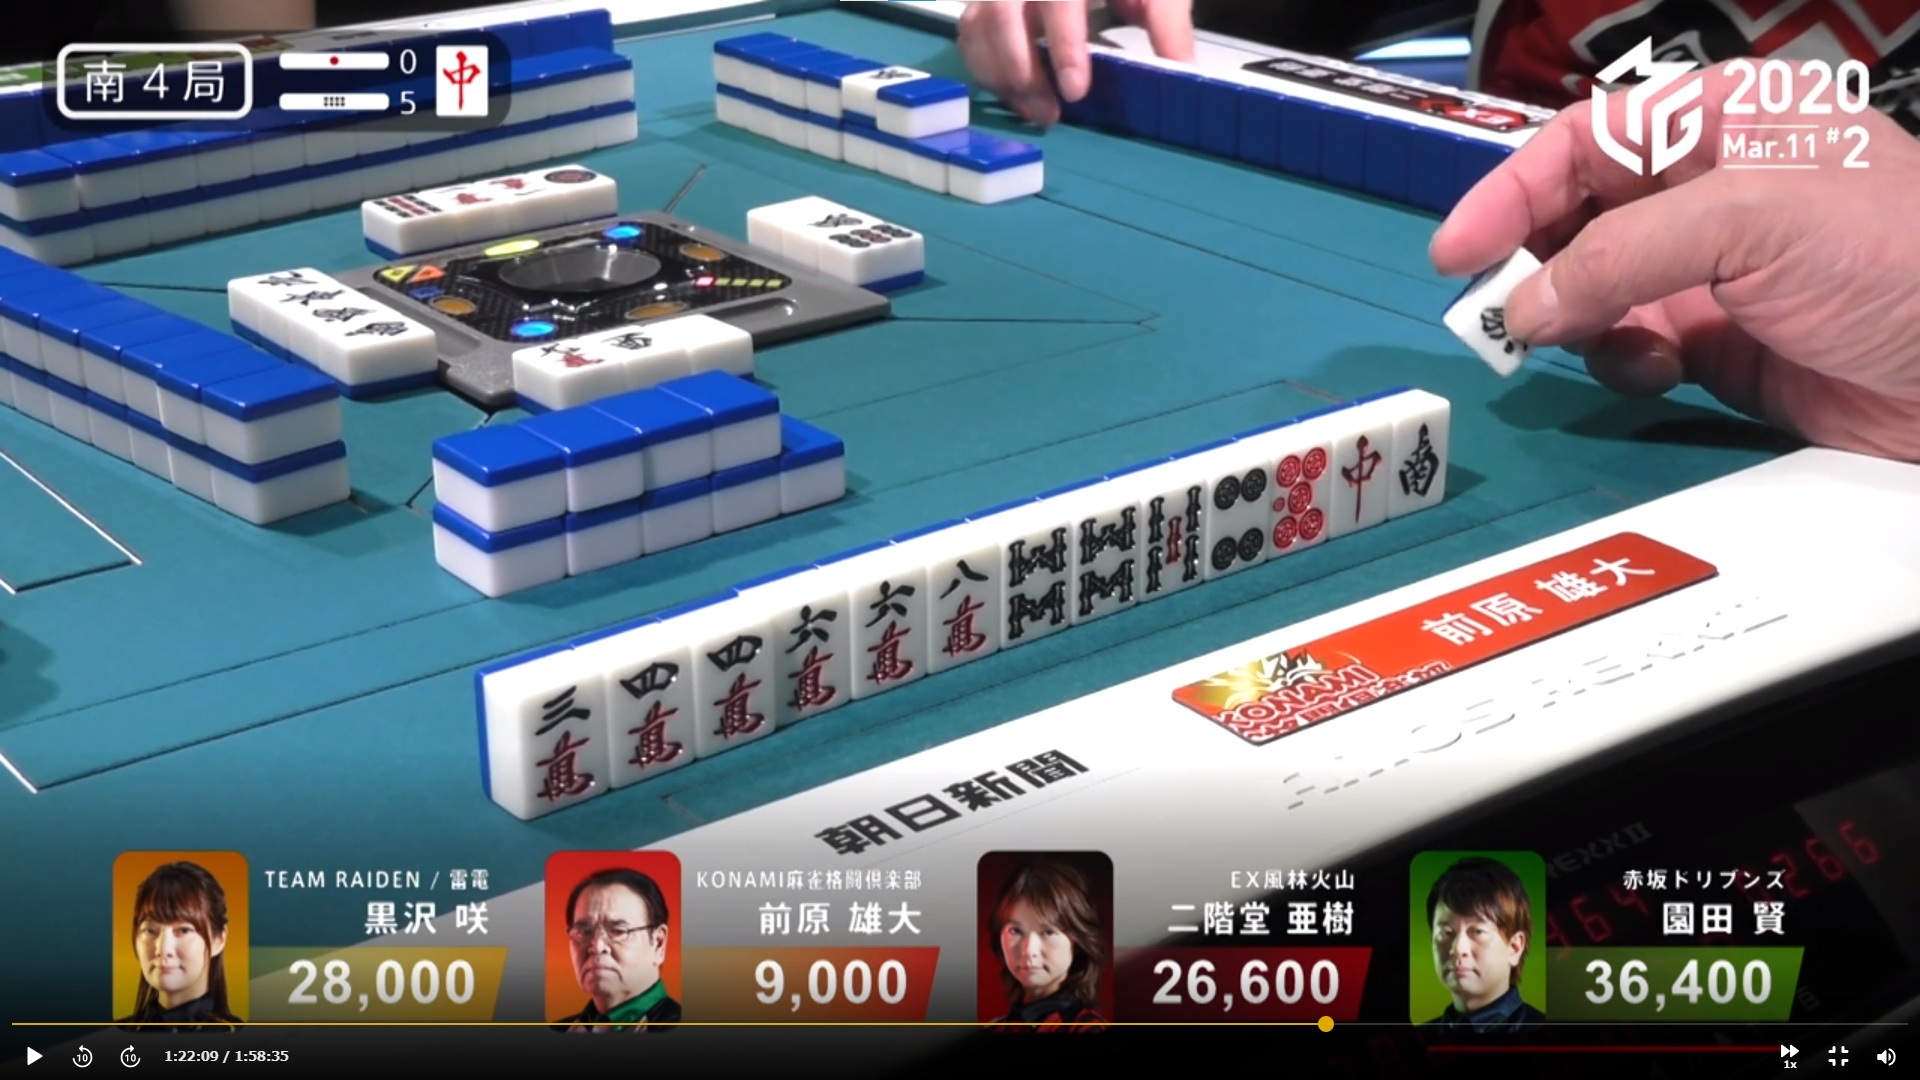 南4局
0
5
中
2020
Mar.11 #2
三萬
四萬
四萬
六萬
六萬
八萬
中
南
前原 雄大
KONAMI
朝日新聞
TEAM RAIDEN / 雷電
黒沢 咲
28,000
KONAMI麻雀格闘倶楽部
前原 雄大
9,000
EX風林火山
二階堂 亜樹
26,600
赤坂ドリブンズ
園田 賢
36,400
1:22:09 / 1:58:35
10
10
1x